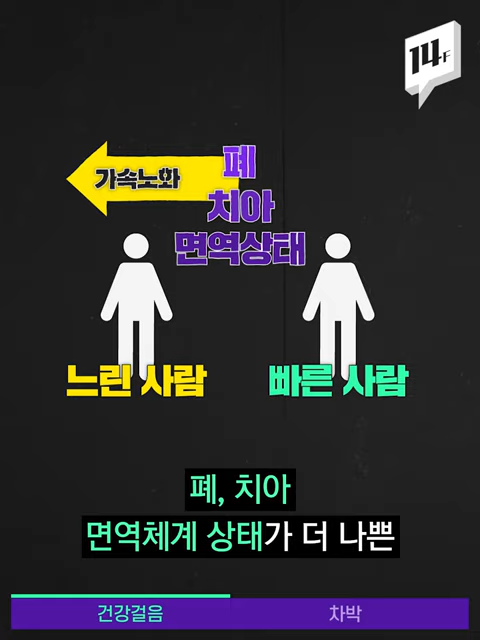 14F
가속노화
폐
치아
면역상태
느린 사람
빠른 사람
폐, 치아
면역체계 상태가 더 나쁜
건강걸음
차박